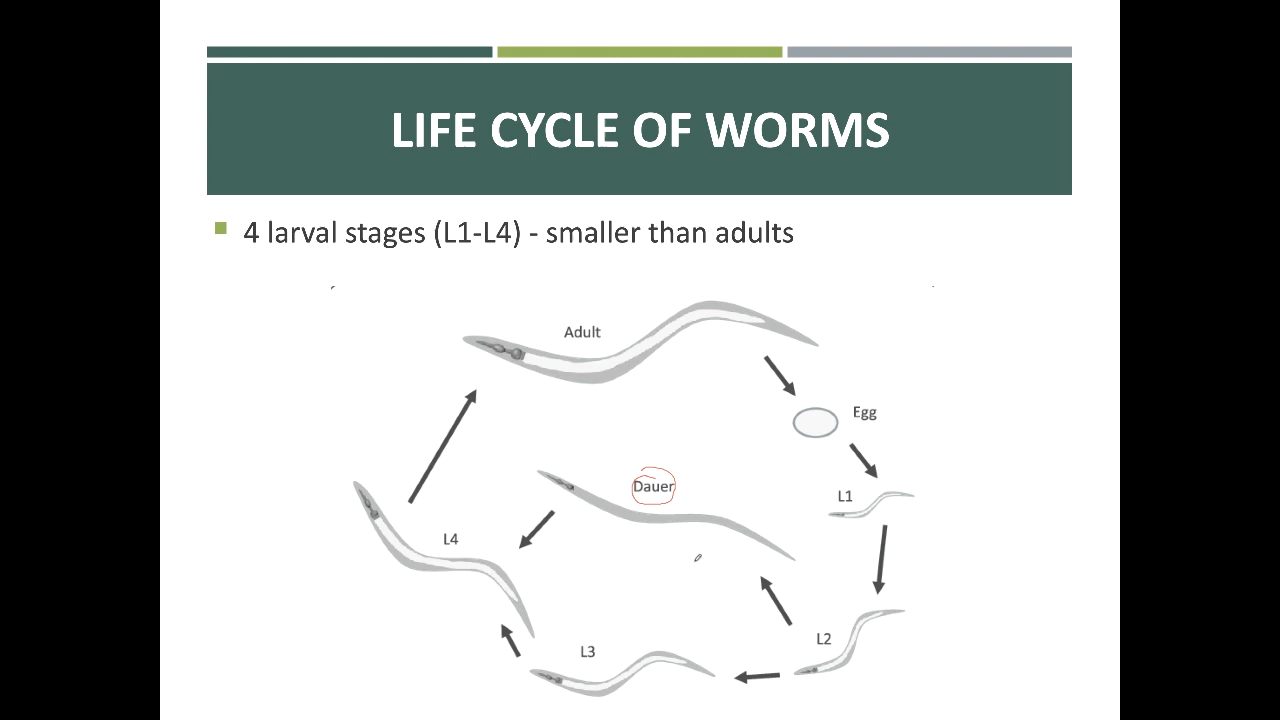 LIFE CYCLE OF WORMS
4 larval stages (L1-L4) - smaller than adults
Adult
Egg
Dauer
L1
L4
L2
L3